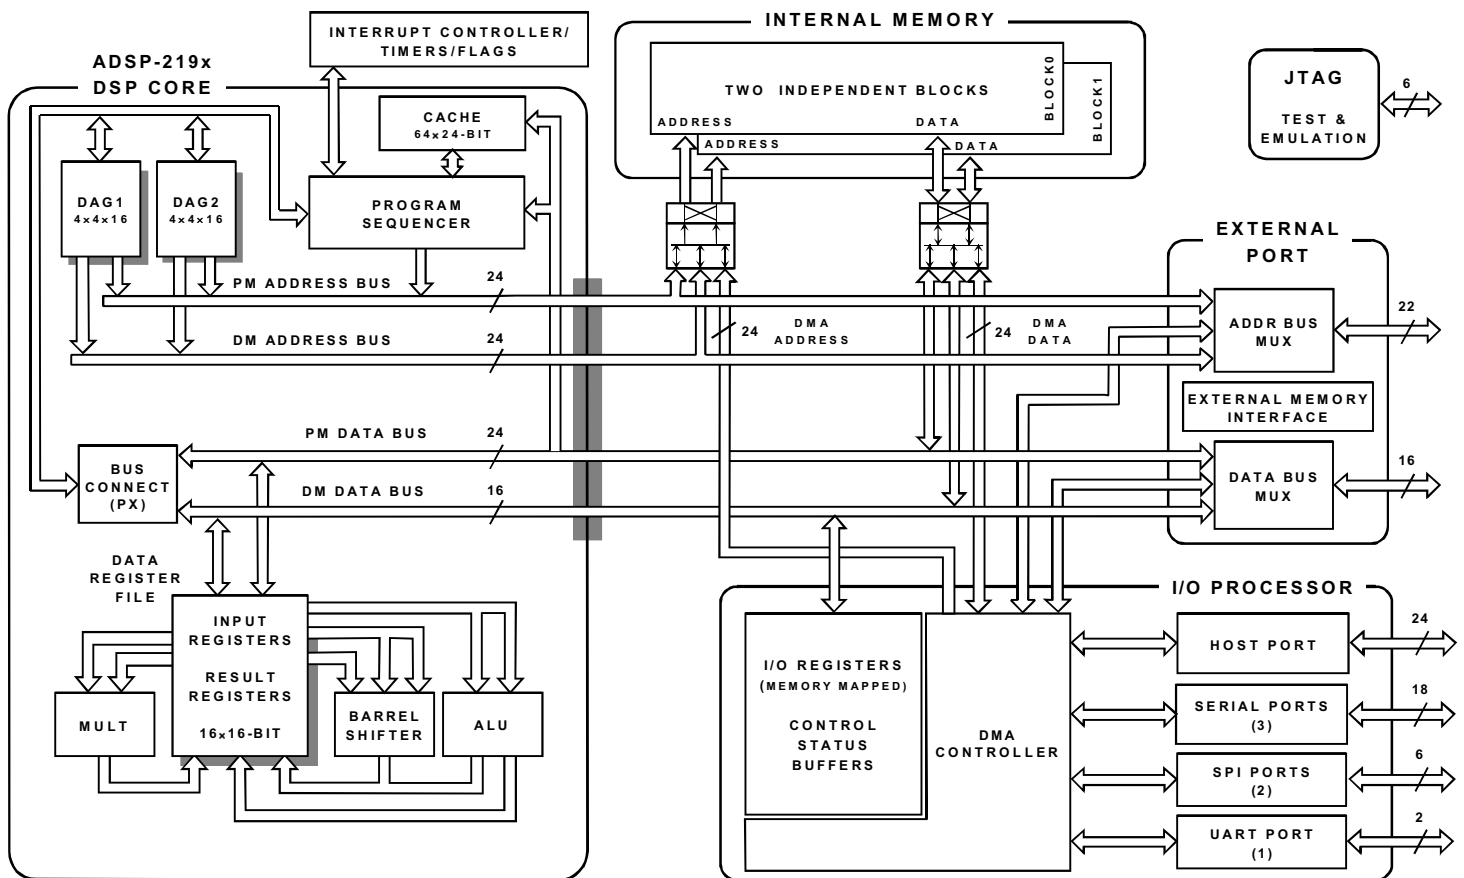 INTERNAL MEMORY
INTERRUPT CONTROLLER/
TIMERS/FLAGS
ADSP-219x
DSP CORE
CACHE
64x24-BIT
TWO INDEPENDENT BLOCKS
BLOCK0
BLOCK1
ADDRESS
DATA
ADDRESS
DATA
JTAG
TEST &
EMULATION
6
DAG1
4x4x16
DAG2
4x4x16
PROGRAM
SEQUENCER
EXTERNAL
PORT
PM ADDRESS BUS
24
DM ADDRESS BUS
24
24
DMA
ADDRESS
24
DMA
DATA
ADDR BUS
MUX
22
EXTERNAL MEMORY
INTERFACE
PM DATA BUS
24
BUS
CONNECT
(PX)
DM DATA BUS
16
DATA BUS
MUX
16
DATA
REGISTER
FILE
INPUT
REGISTERS
RESULT
REGISTERS
16x16-BIT
MULT
BARREL
SHIFTER
ALU
I/O PROCESSOR
I/O REGISTERS
(MEMORY MAPPED)
CONTROL
STATUS
BUFFERS
DMA
CONTROLLER
HOST PORT
24
SERIAL PORTS
(3)
18
SPI PORTS
(2)
6
UART PORT
(1)
2